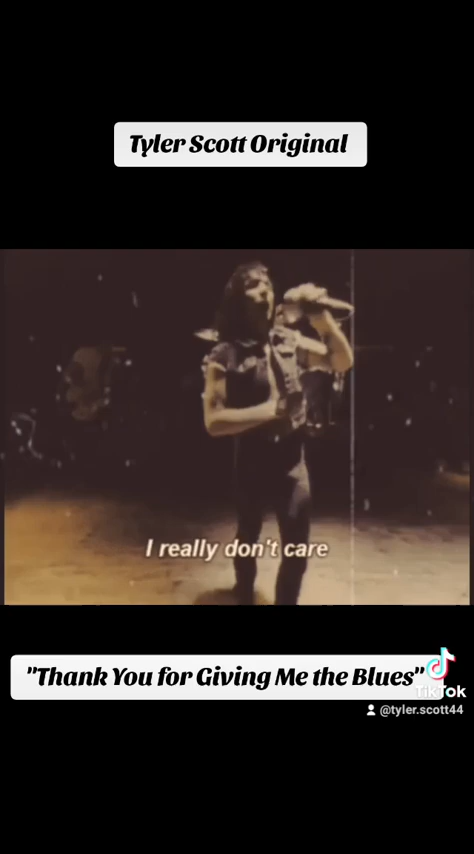 Tyler Scott Original
I really don't care
"Thank You for Giving Me the Blues"
TikTok
@tyler.scott44